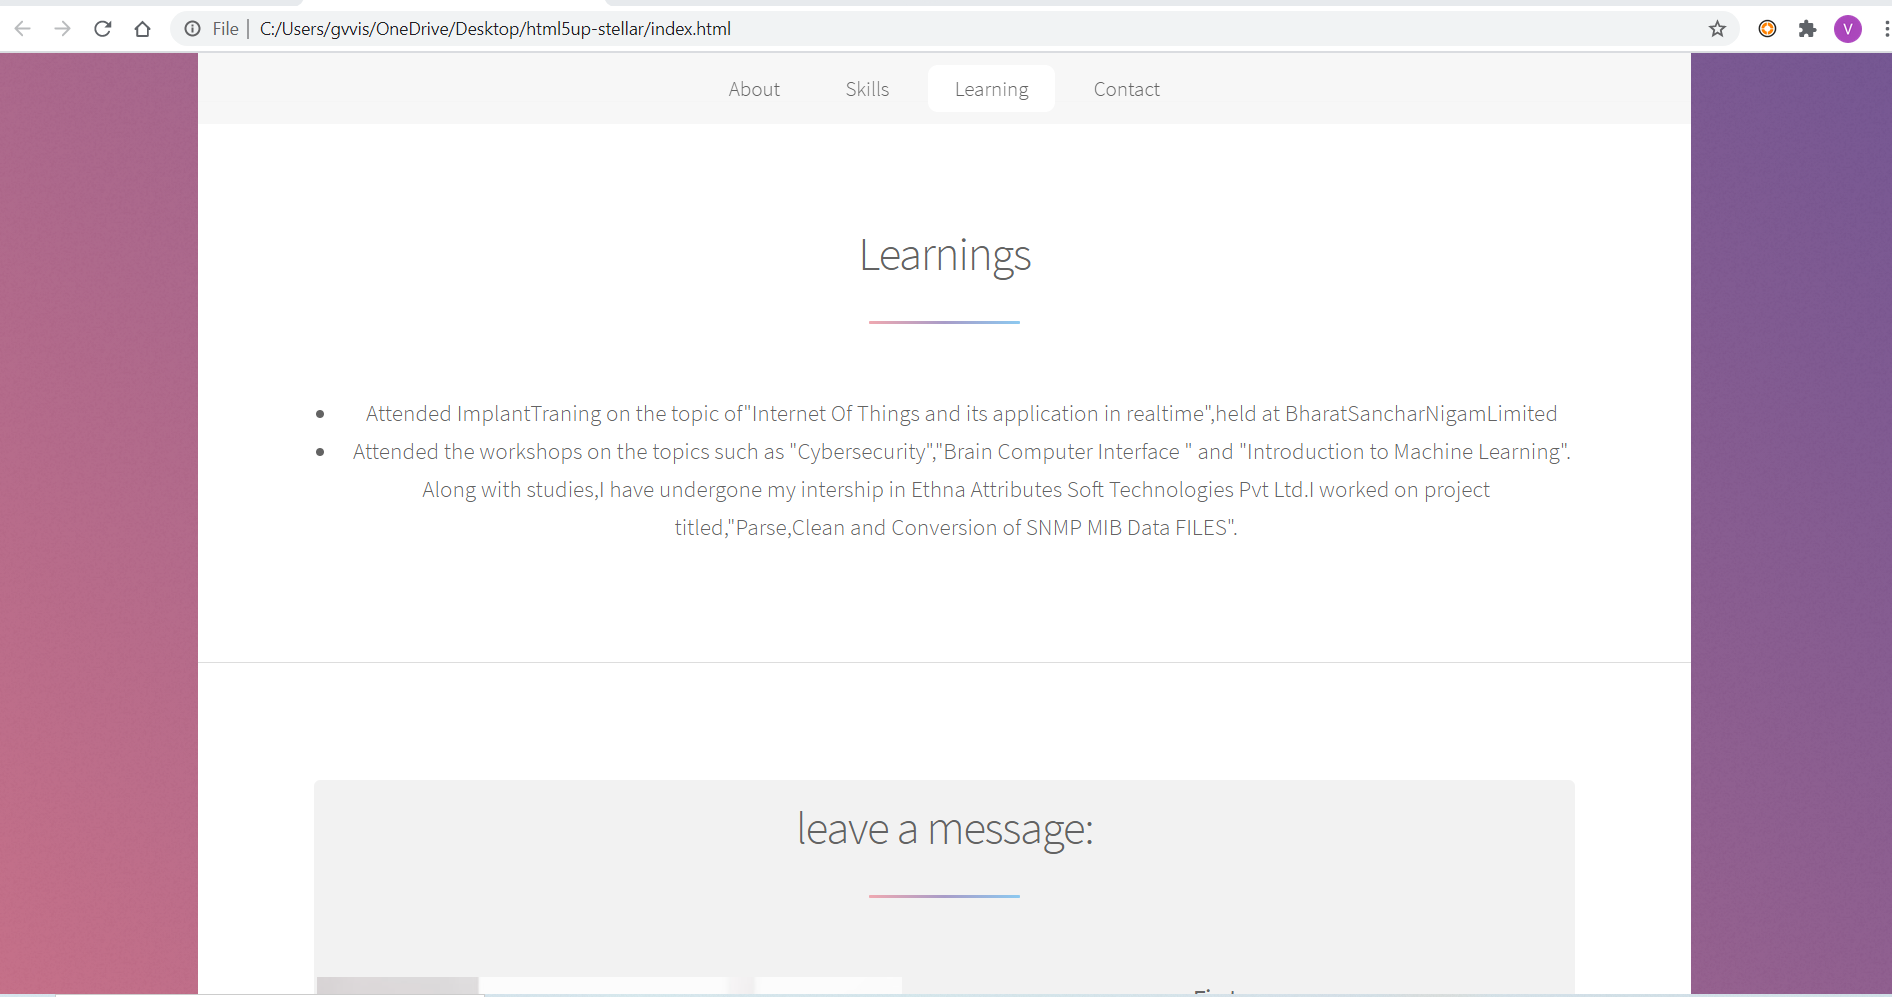 File C:/Users/gvvis/OneDrive/Desktop/html5up-stellar/index.html
V
About Skills Learning Contact
Learnings
Attended ImplantTraning on the topic of"Internet Of Things and its application in realtime",held at BharatSancharNigamLimited
Attended the workshops on the topics such as "Cybersecurity","Brain Computer Interface " and "Introduction to Machine Learning".
Along with studies,I have undergone my intership in Ethna Attributes Soft Technologies Pvt Ltd.I worked on project
titled,"Parse,Clean and Conversion of SNMP MIB Data FILES".
leave a message: